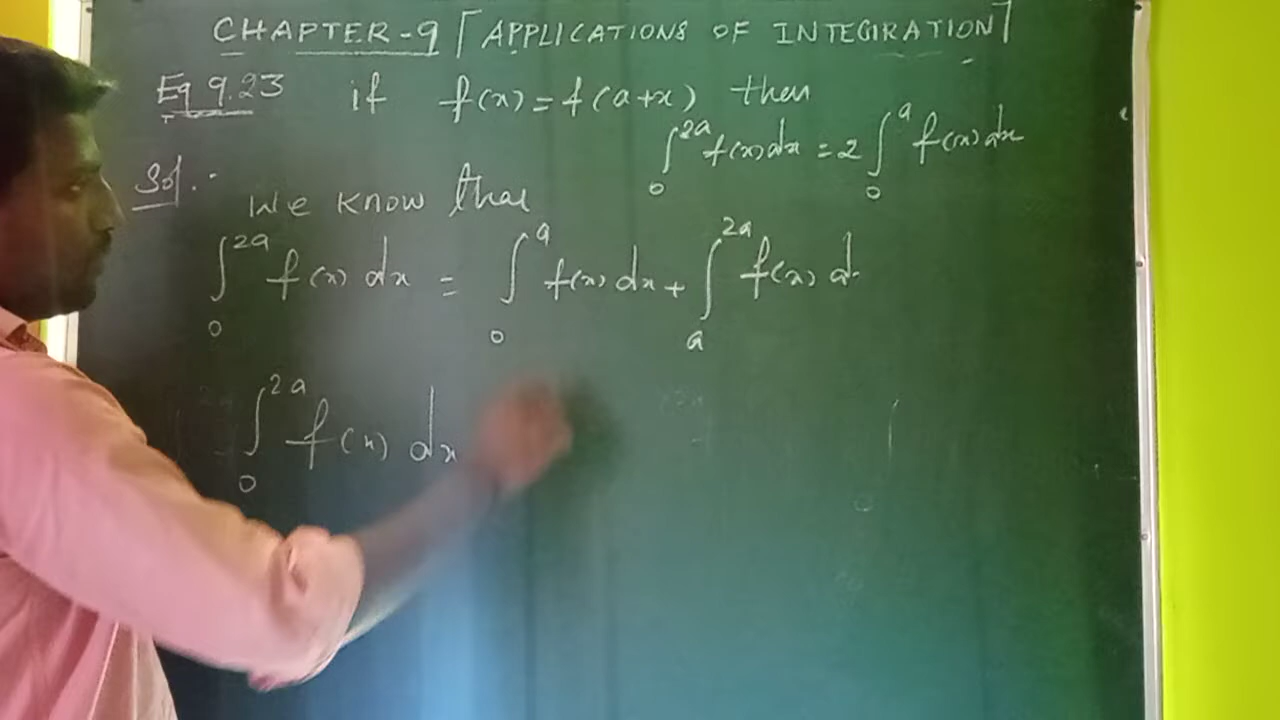 CHAPTER-9 [APPLICATIONS OF INTEGIRATION]
Eg 9.23 if f(x) = f(a+x) then
∫₀^2a f(x) dx = 2 ∫₀^a f(x) dx
Sol:-
We know that
∫₀^2a f(x) dx = ∫₀^a f(x) dx + ∫ₐ^2a f(x) d
∫₀^2a f(x) dx